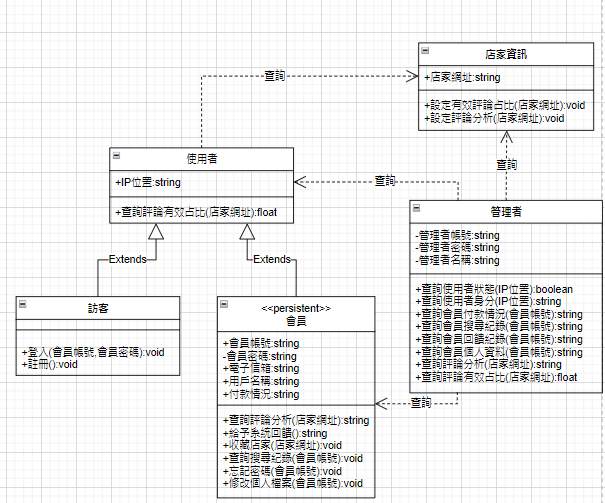 店家資訊
+店家網址:string
+設定有效評論占比(店家網址):void
+設定評論分析(店家網址):void
查詢
查詢
查詢
使用者
+IP位置:string
+查詢評論有效占比(店家網址):float
Extends
Extends
管理者
-管理者帳號:string
-管理者密碼:string
-管理者名稱:string
+查詢使用者狀態(IP位置):boolean
+查詢使用者身分(IP位置):string
+查詢會員付款情況(會員帳號):string
+查詢會員搜尋紀錄(會員帳號):string
+查詢會員回饋紀錄(會員帳號):string
+查詢會員個人資料(會員帳號):string
+查詢評論分析(店家網址):string
+查詢評論有效占比(店家網址):float
訪客
+登入(會員帳號,會員密碼):void
+註冊():void
<<persistent>>
會員
+會員帳號:string
-會員密碼:string
+電子信箱:string
+用戶名稱:string
+付款情況:string
+查詢評論分析(店家網址):string
+給予系統回饋():string
+收藏店家(店家網址):void
+查詢搜尋紀錄(會員帳號):void
+忘記密碼(會員帳號):void
+修改個人檔案(會員帳號):void
查詢